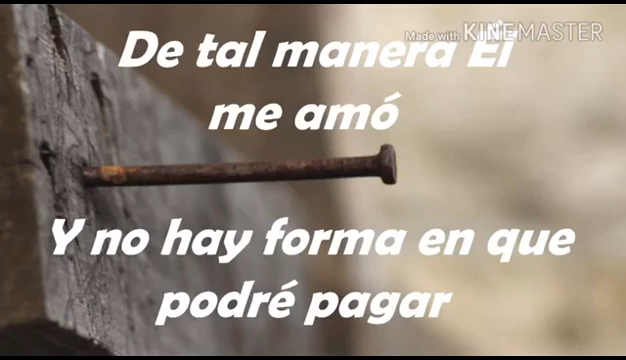 Made with KINEMASTER
De tal manera Él
me amó
Y no hay forma en que
podré pagar